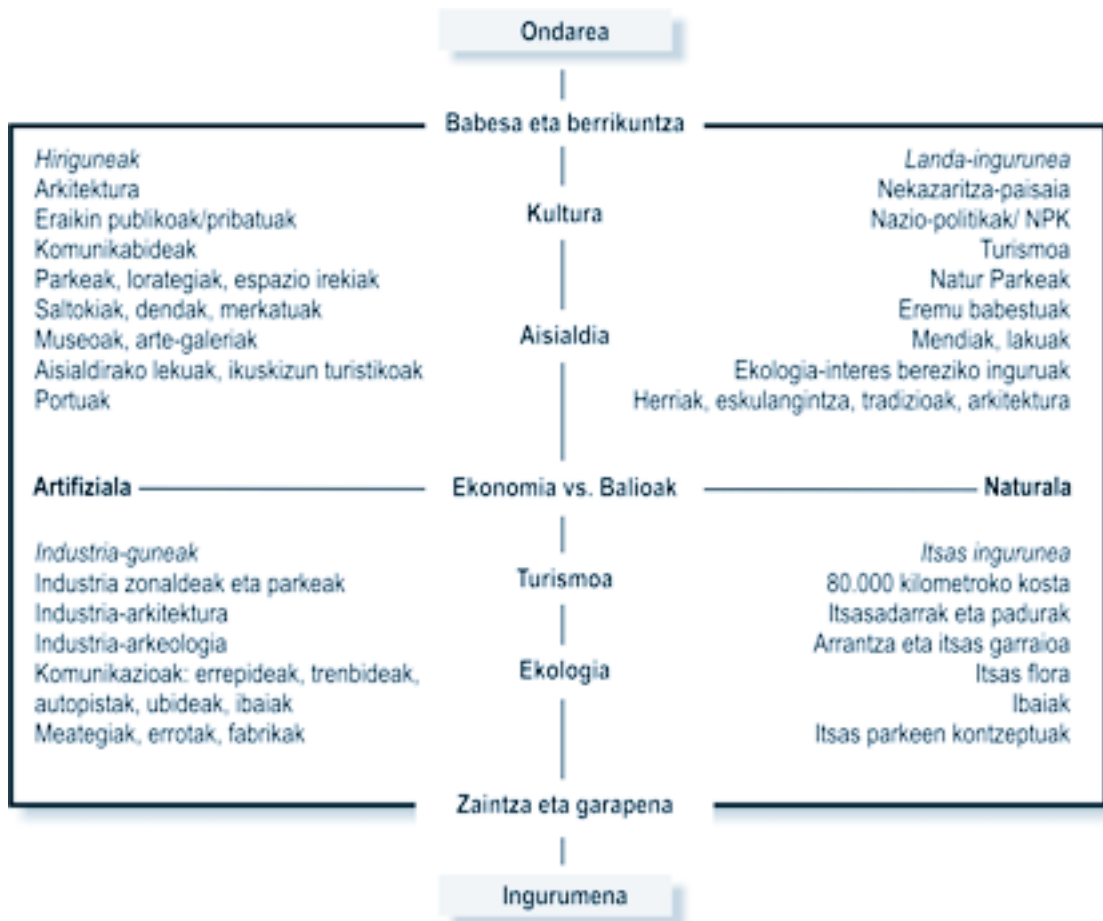 Ondarea
Babesa eta berrikuntza
Hiriguneak
Arkitektura
Eraikin publikoak/pribatuak
Komunikabideak
Parkeak, lorategiak, espazio irekiak
Saltokiak, dendak, merkatuak
Museoak, arte-galeriak
Aisialdirako lekuak, ikuskizun turistikoak
Portuak
Kultura
Aisialdia
Landa-ingurunea
Nekazaritza-paisaia
Nazio-politikak/ NPK
Turismoa
Natur Parkeak
Eremu babestuak
Mendiak, lakuak
Ekologia-interes bereziko inguruak
Herriak, eskulangintza, tradizioak, arkitektura
Artifiziala
Ekonomia vs. Balioak
Naturala
Industria-guneak
Industria zonaldeak eta parkeak
Industria-arkitektura
Industria-arkeologia
Komunikazioak: errepideak, trenbideak,
autopistak, ubideak, ibaiak
Meategiak, errotak, fabrikak
Turismoa
Ekologia
Itsas ingurunea
80.000 kilometroko kosta
Itsasadarrak eta padurak
Arrantza eta itsas garraioa
Itsas flora
Ibaiak
Itsas parkeen kontzeptuak
Zaintza eta garapena
Ingurumena